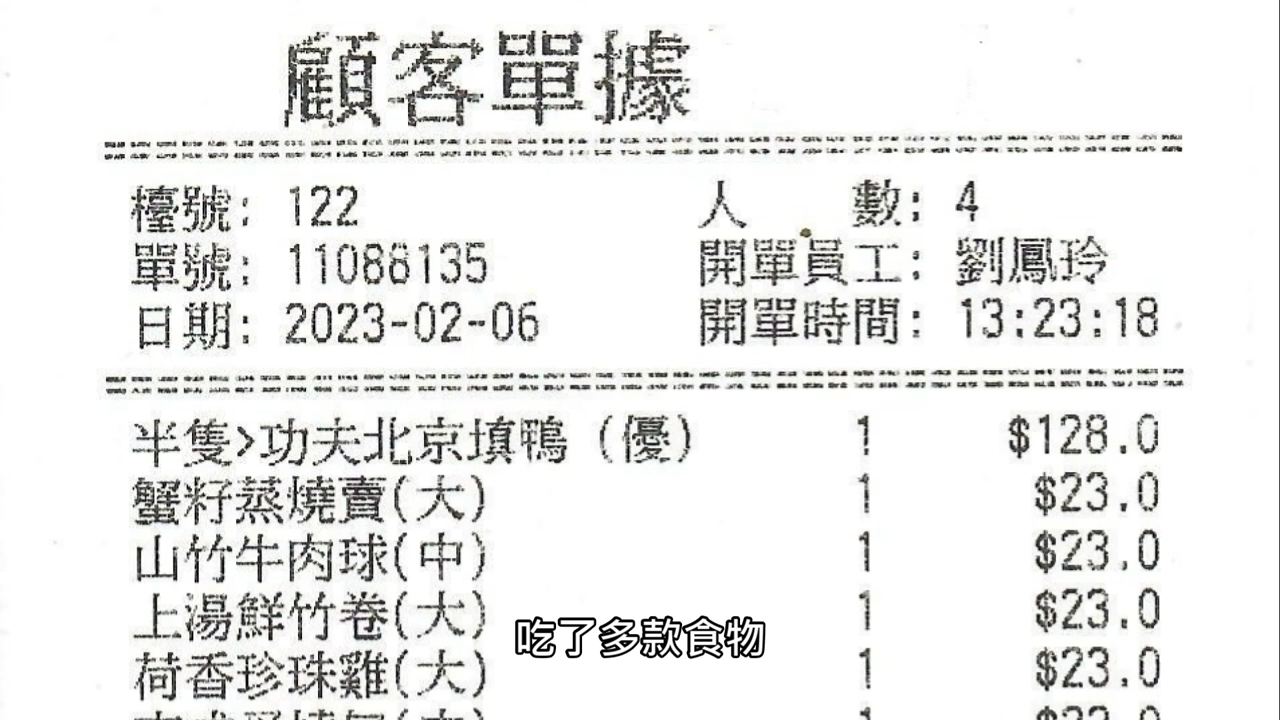 顧客單據
檯號: 122 人 數: 4
單號: 11088135 開單員工: 劉鳳玲
日期: 2023-02-06 開單時間: 13:23:18
半隻>功夫北京填鴨 (優) 1 $128.0
蟹籽蒸燒賣(大) 1 $23.0
山竹牛肉球(中) 1 $23.0
上湯鮮竹卷(大) 1 $23.0
荷香珍珠雞(大) 1 $23.0
吃了多款食物